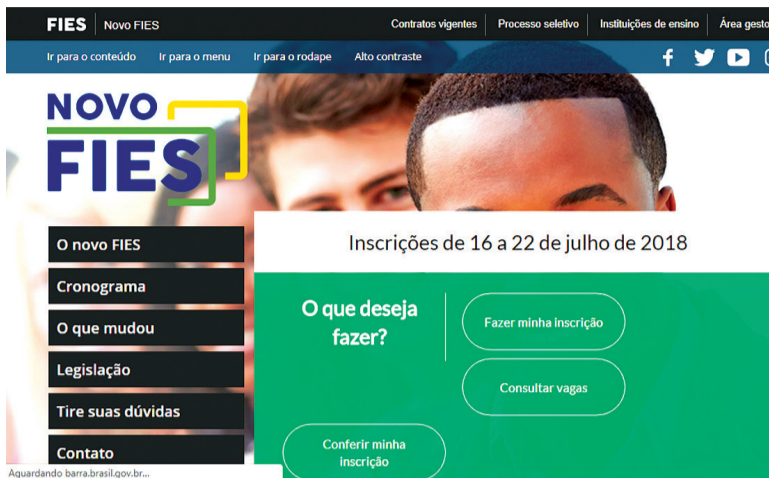 FIES Novo FIES Contratos vigentes Processo seletivo Instituições de ensino Área gesto
Ir para o conteúdo Ir para o menu Ir para o rodape Alto contraste
NOVO
FIES
O novo FIES
Cronograma
O que mudou
Legislação
Tire suas dúvidas
Contato
Inscrições de 16 a 22 de julho de 2018
O que deseja
fazer?
Fazer minha inscrição
Consultar vagas
Conferir minha
inscrição
Aguardando barra.brasil.gov.br...